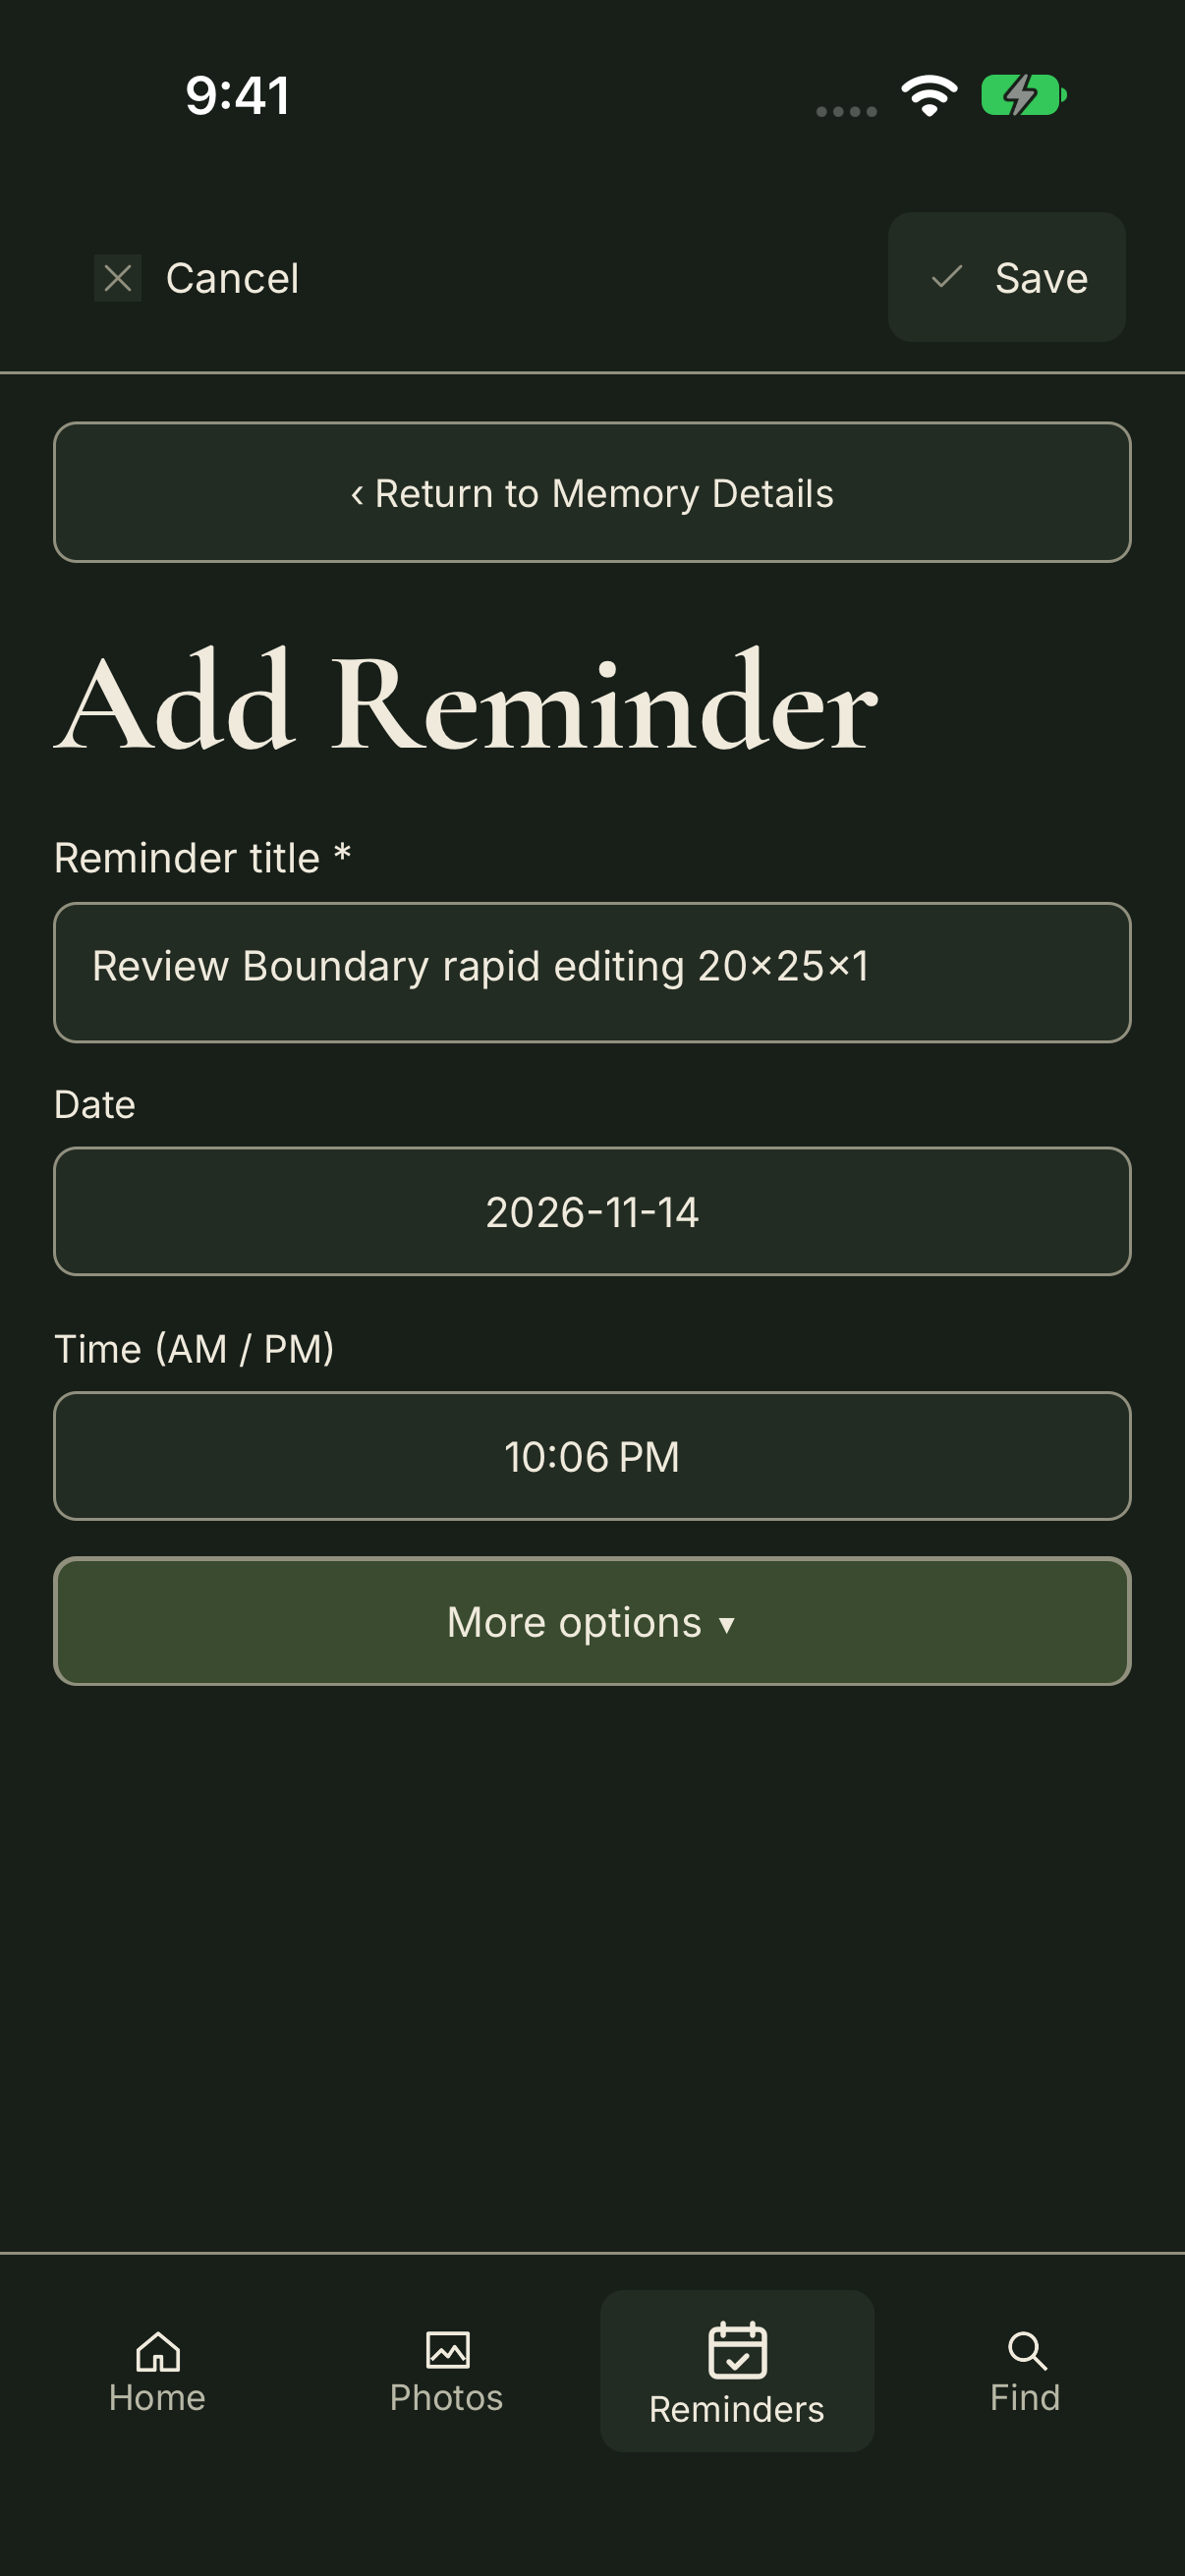 9:41
Cancel
Save
‹ Return to Memory Details
Add Reminder
Reminder title *
Review Boundary rapid editing 20×25×1
Date
2026-11-14
Time (AM / PM)
10:06 PM
More options ▾
Home
Photos
Reminders
Find